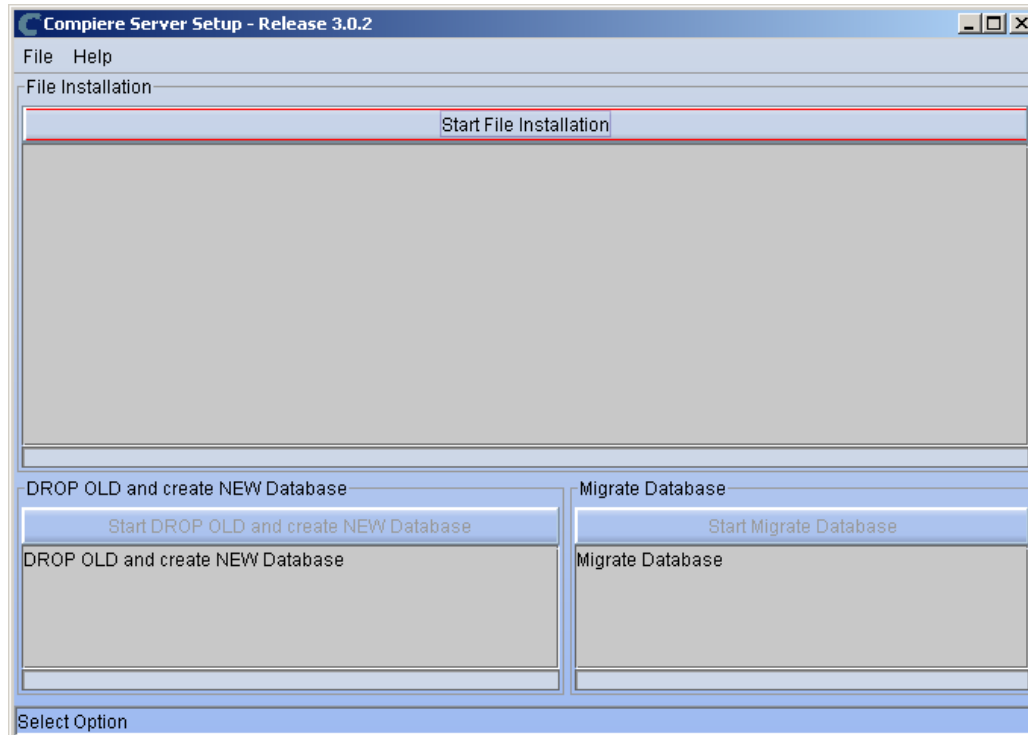 Compiere Server Setup - Release 3.0.2
File Help
File Installation
Start File Installation
DROP OLD and create NEW Database
Start DROP OLD and create NEW Database
DROP OLD and create NEW Database
Migrate Database
Start Migrate Database
Migrate Database
Select Option